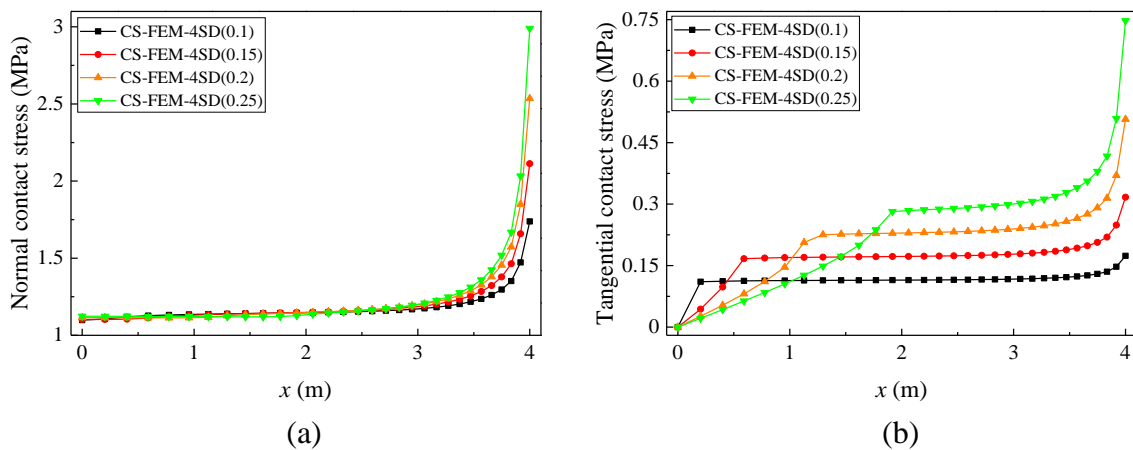 Normal contact stress (MPa)
3
2.5
2
1.5
1
CS-FEM-4SD(0.1)
CS-FEM-4SD(0.15)
CS-FEM-4SD(0.2)
CS-FEM-4SD(0.25)
0 1 2 3 4
x (m)
(a)
Tangential contact stress (MPa)
0.75
0.6
0.45
0.3
0.15
0
CS-FEM-4SD(0.1)
CS-FEM-4SD(0.15)
CS-FEM-4SD(0.2)
CS-FEM-4SD(0.25)
0 1 2 3 4
x (m)
(b)